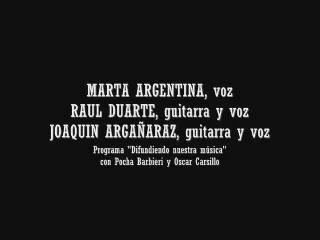 MARTA ARGENTINA, voz
RAUL DUARTE, guitarra y voz
JOAQUIN ARGAÑARAZ, guitarra y voz
Programa "Difundiendo nuestra música"
con Pocha Barbieri y Oscar Carsillo